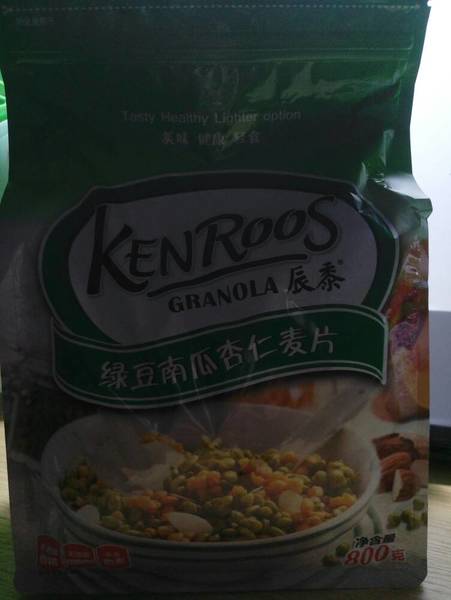 Tasty Healthy Lighter option
美味 健康 轻食
KENROOS
GRANOLA 辰黍®
绿豆南瓜杏仁麦片
净含量
800克